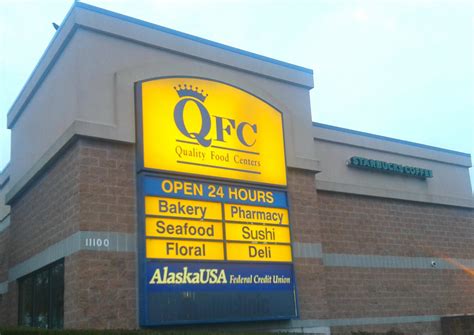 QFC
Quality Food Centers
OPEN 24 HOURS
Bakery Pharmacy
Seafood Sushi
Floral Deli
AlaskaUSA Federal Credit Union
11100
STARBUCKS COFFEE